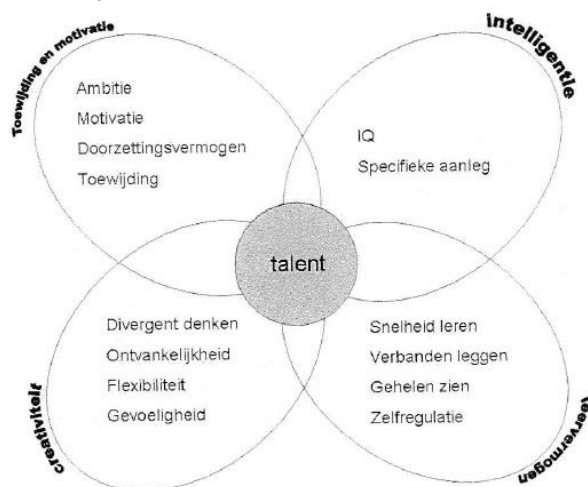 Toewijding en motivatie
intelligentie
Ambitie
Motivatie
Doorzettingsvermogen
Toewijding
IQ
Specifieke aanleg
talent
Divergent denken
Ontvankelijkheid
Flexibiliteit
Gevoeligheid
Snelheid leren
Verbanden leggen
Gehelen zien
Zelfregulatie
creativiteit
leervermogen